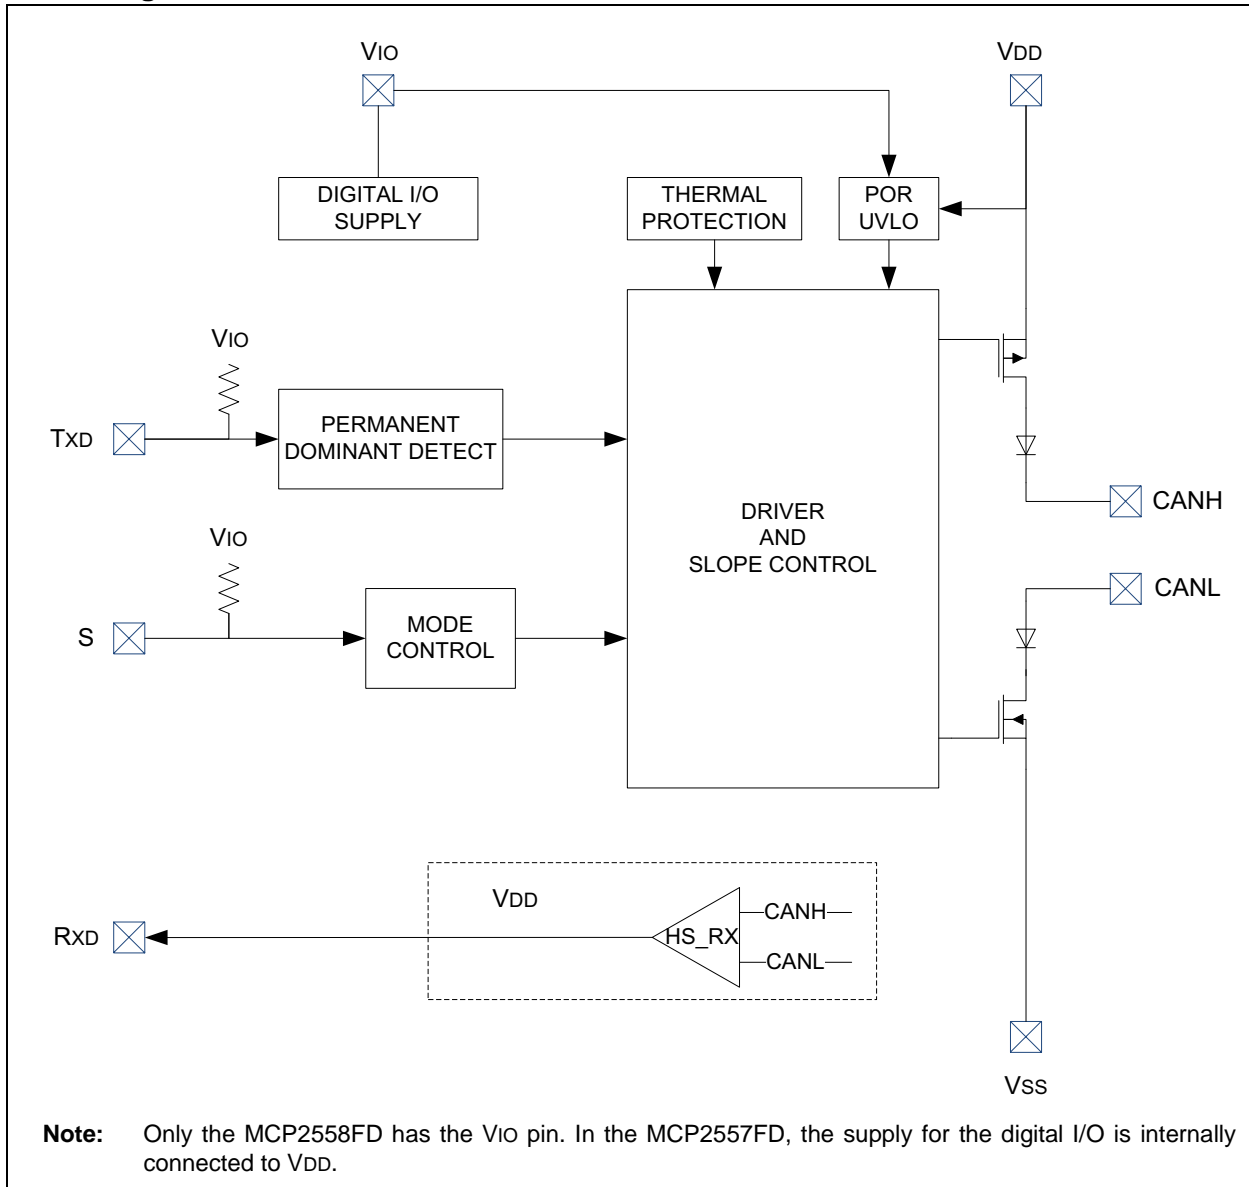 VIO
VDD
DIGITAL I/O
SUPPLY
THERMAL
PROTECTION
POR
UVLO
VIO
TXD
PERMANENT
DOMINANT DETECT
DRIVER
AND
SLOPE CONTROL
CANH
CANL
VIO
S
MODE
CONTROL
VDD
RXD
HS_RX
CANH
CANL
VSS
Note: Only the MCP2558FD has the VIO pin. In the MCP2557FD, the supply for the digital I/O is internally
connected to VDD.